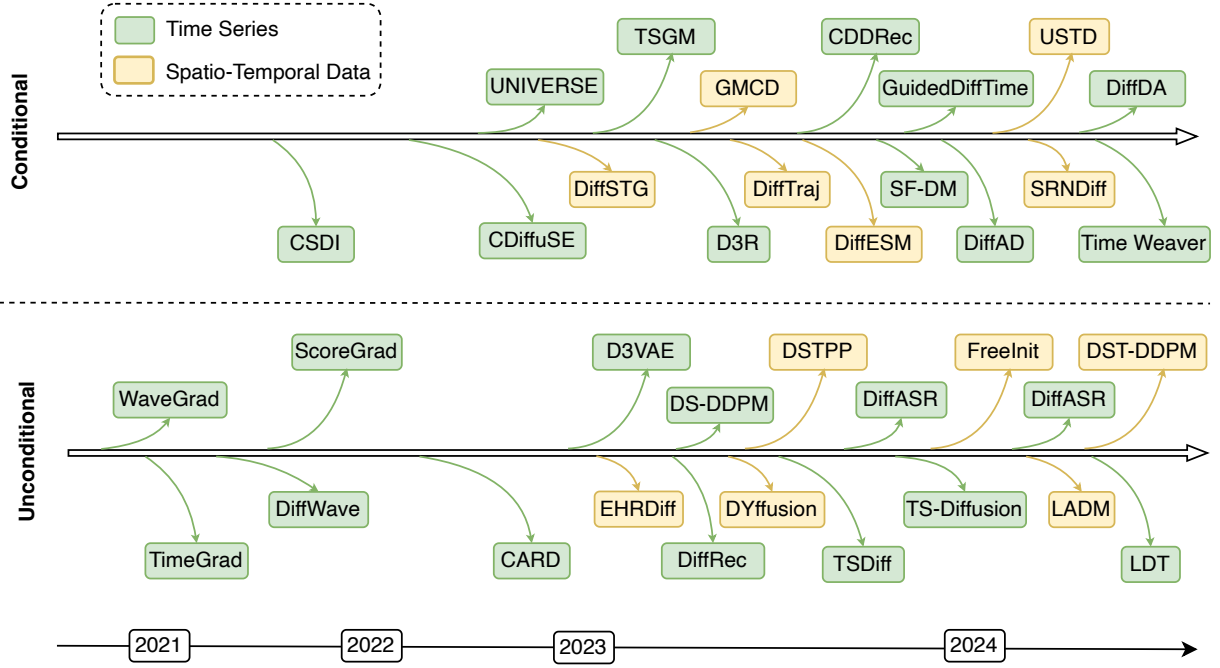 Time Series
Spatio-Temporal Data
Conditional
TSGM
CDDRec
USTD
UNIVERSE
GMCD
GuidedDiffTime
DiffDA
DiffSTG
DiffTraj
SF-DM
SRNDiff
CSDI
CDiffuSE
D3R
DiffESM
DiffAD
Time Weaver
Unconditional
ScoreGrad
D3VAE
DSTPP
FreeInit
DST-DDPM
WaveGrad
DS-DDPM
DiffASR
DiffASR
DiffWave
EHRDiff
DYffusion
TS-Diffusion
LADM
TimeGrad
CARD
DiffRec
TSDiff
LDT
2021
2022
2023
2024